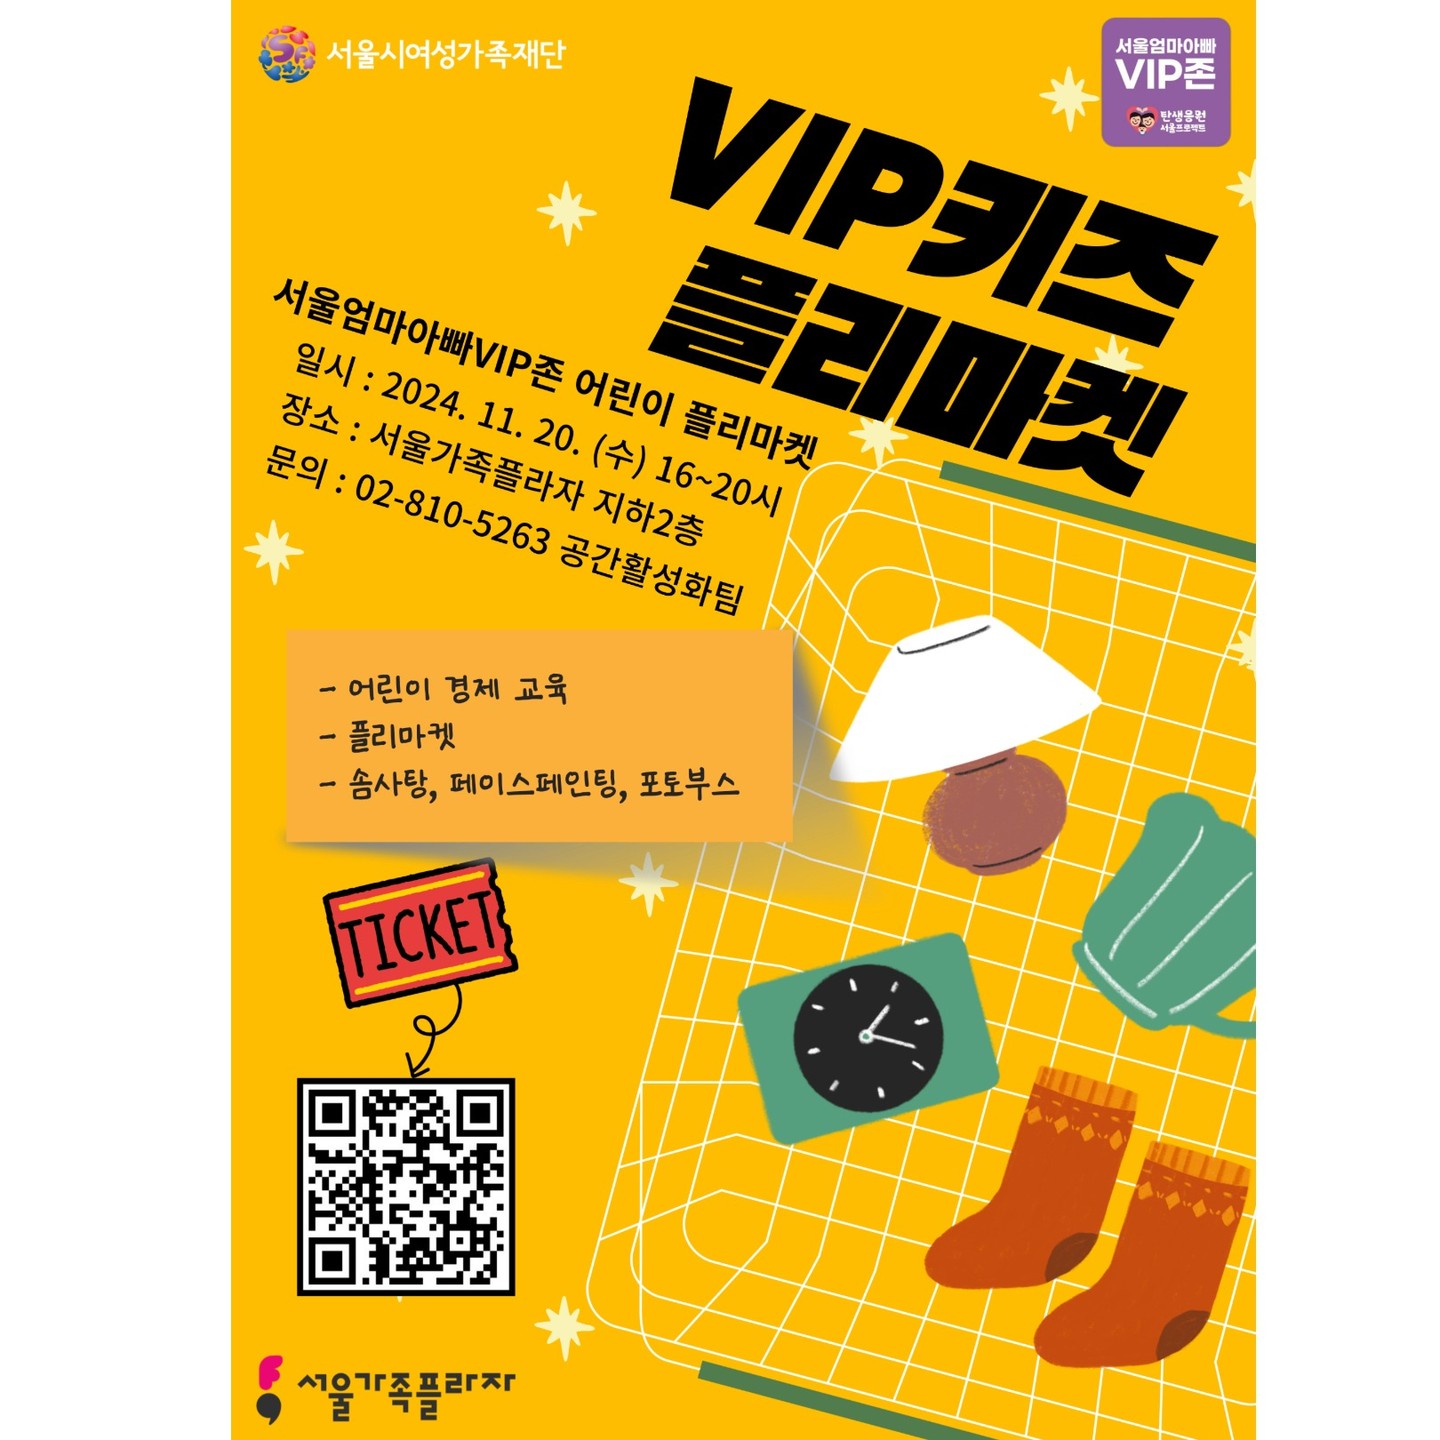 서울시여성가족재단
서울엄마아빠
VIP존
탄생응원
서울프로젝트
VIP키즈
플리마켓
서울엄마아빠VIP존 어린이 플리마켓
일시 : 2024. 11. 20. (수) 16~20시
장소 : 서울가족플라자 지하2층
문의 : 02-810-5263 공간활성화팀
- 어린이 경제 교육
- 플리마켓
- 솜사탕, 페이스페인팅, 포토부스
TICKET
서울가족플라자